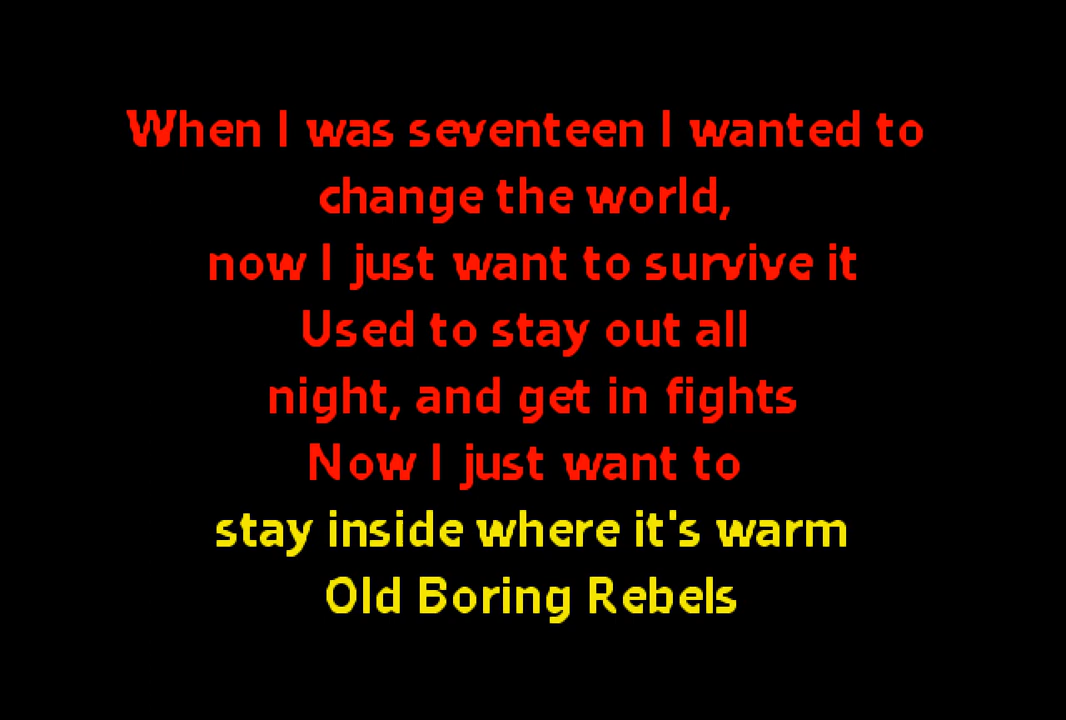 When I was seventeen I wanted to
change the world,
now I just want to survive it
Used to stay out all
night, and get in fights
Now I just want to
stay inside where it's warm
Old Boring Rebels